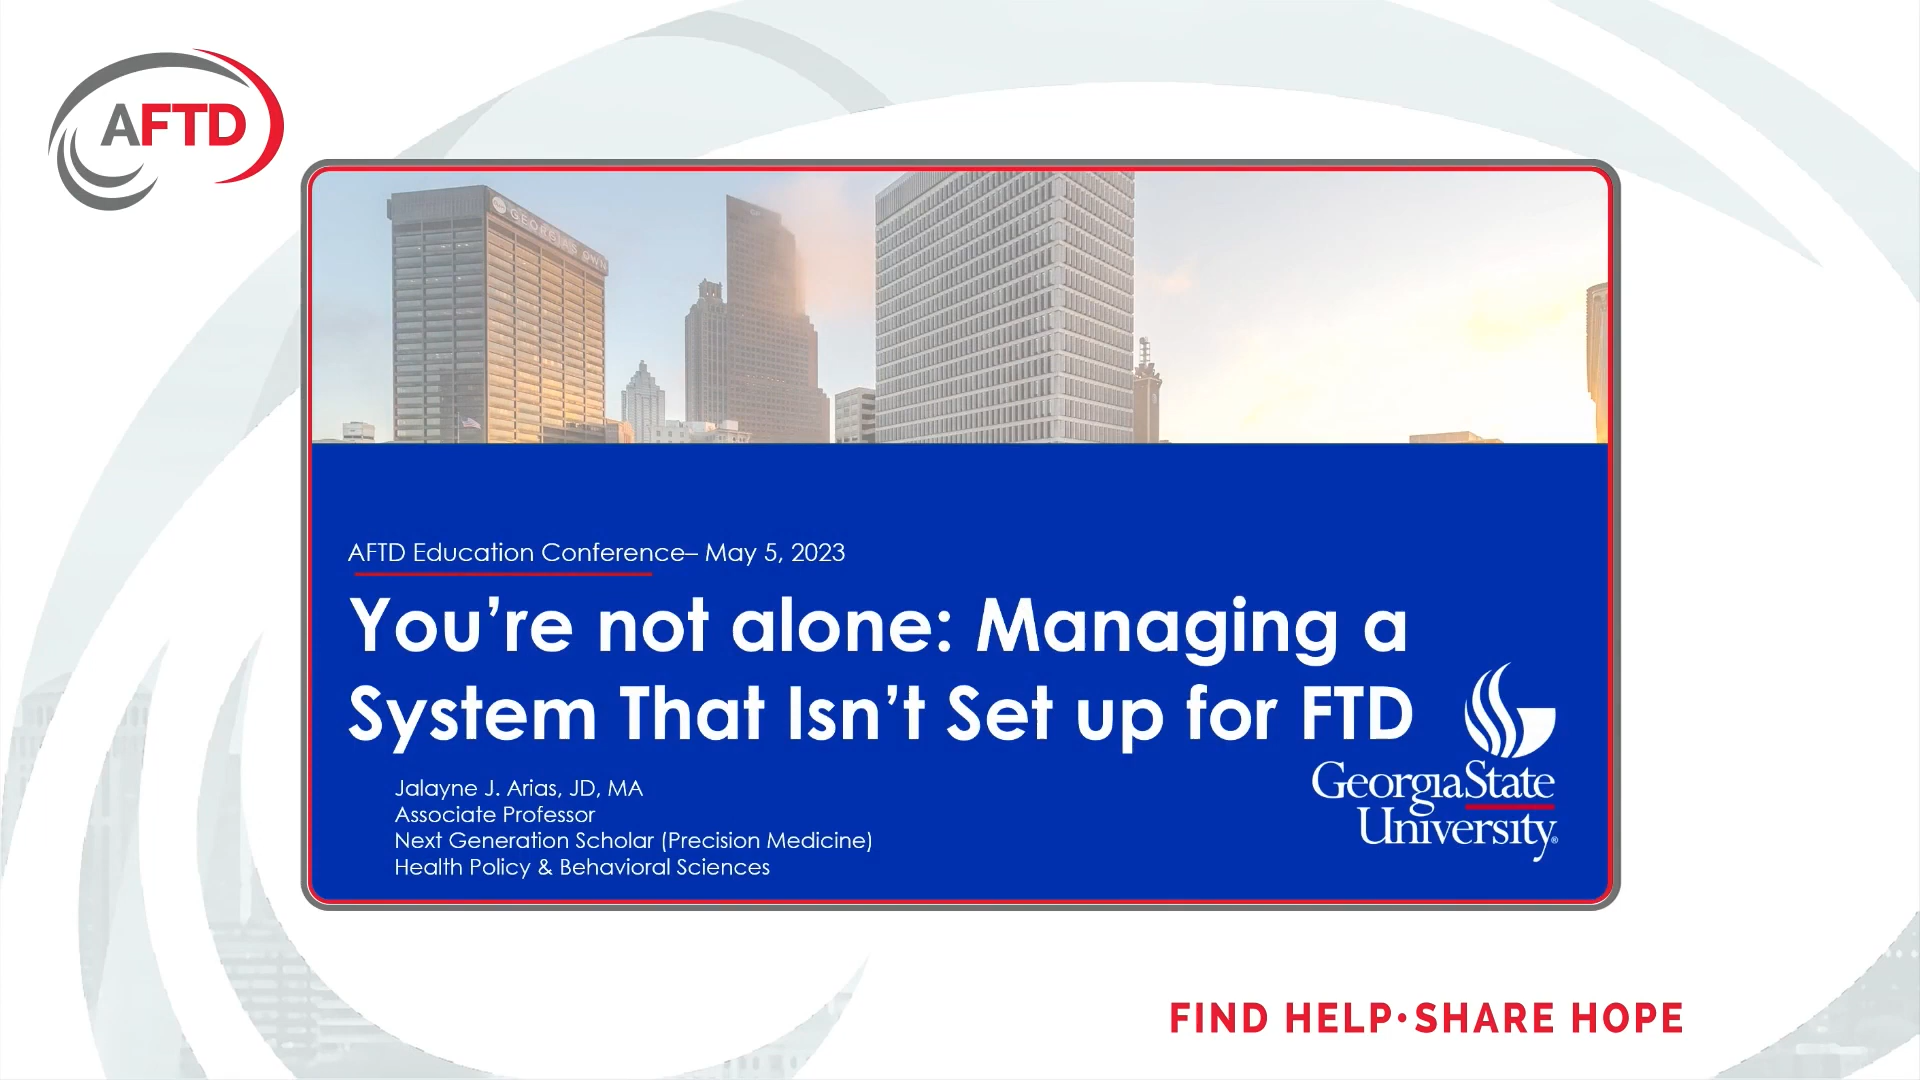 AFTD
GEORGIA'S OWN
AFTD Education Conference– May 5, 2023
You're not alone: Managing a
System That Isn't Set up for FTD
Jalayne J. Arias, JD, MA
Associate Professor
Next Generation Scholar (Precision Medicine)
Health Policy & Behavioral Sciences
GeorgiaState
University®
FIND HELP•SHARE HOPE